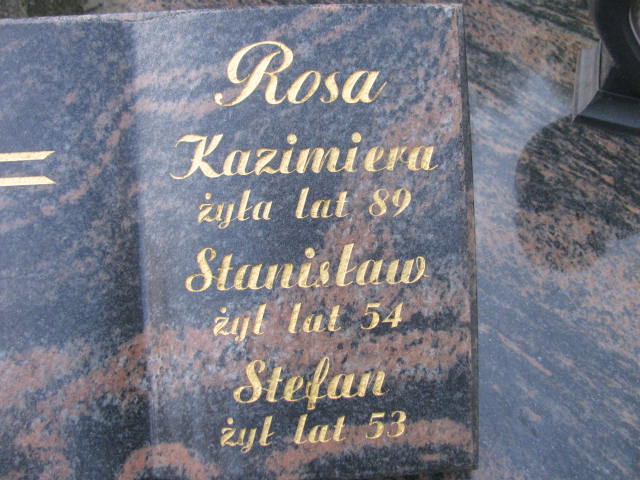 Rosa
Kazimiera
żyła lat 89
Stanisław
żył lat 54
Stefan
żył lat 53